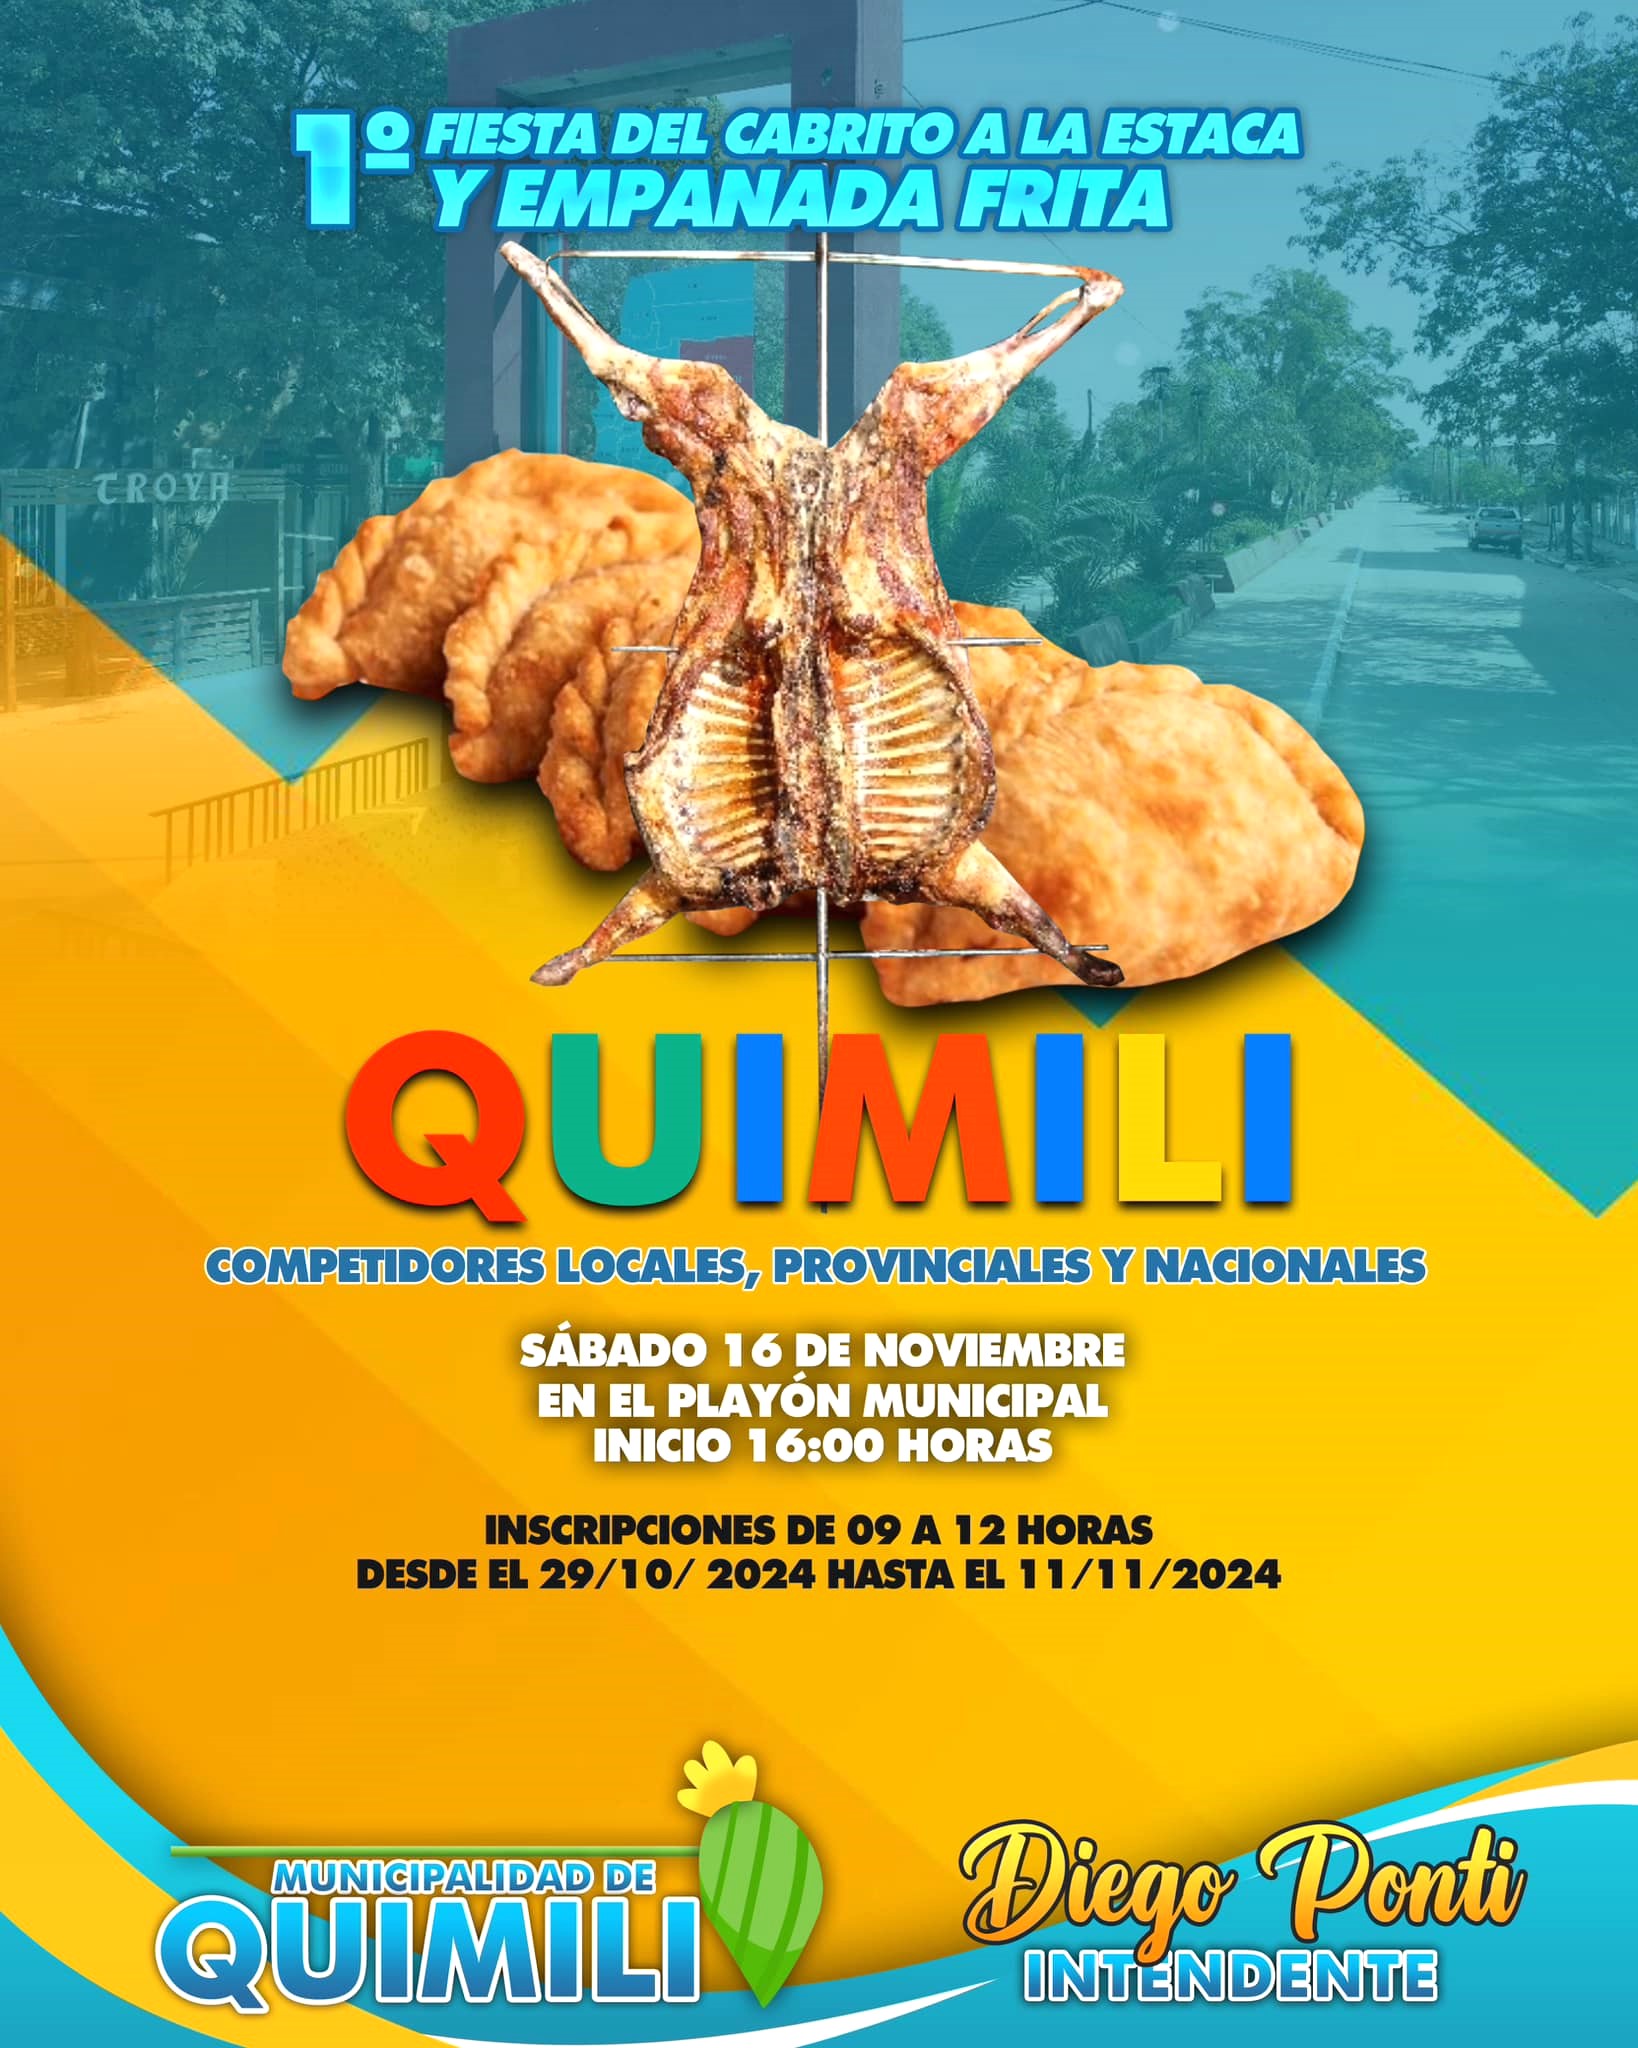 1º FIESTA DEL CABRITO A LA ESTACA
Y EMPANADA FRITA
TROYA
QUIMILI
COMPETIDORES LOCALES, PROVINCIALES Y NACIONALES
SÁBADO 16 DE NOVIEMBRE
EN EL PLAYÓN MUNICIPAL
INICIO 16:00 HORAS
INSCRIPCIONES DE 09 A 12 HORAS
DESDE EL 29/10/ 2024 HASTA EL 11/11/2024
MUNICIPALIDAD DE
QUIMILI
Diego Ponti
INTENDENTE